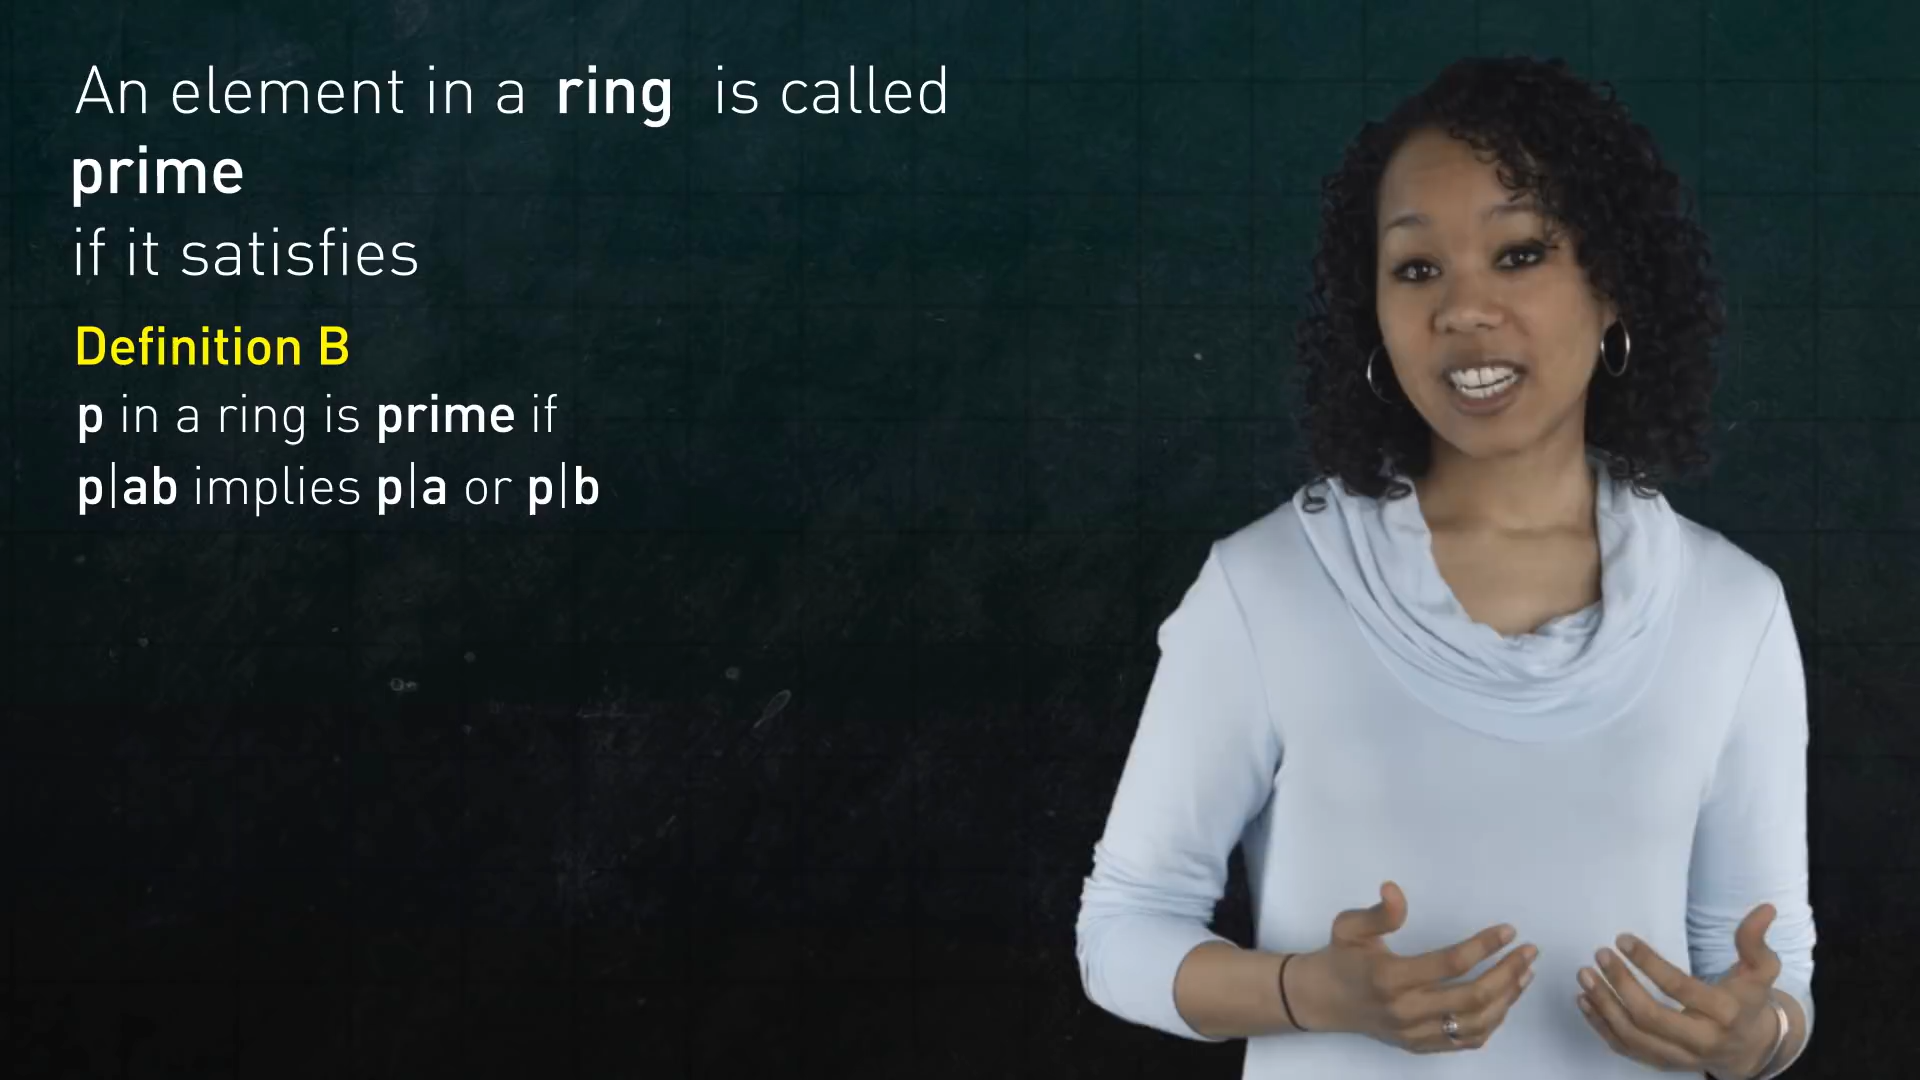 An element in a ring is called
prime
if it satisfies
Definition B
p in a ring is prime if
p|ab implies p|a or p|b